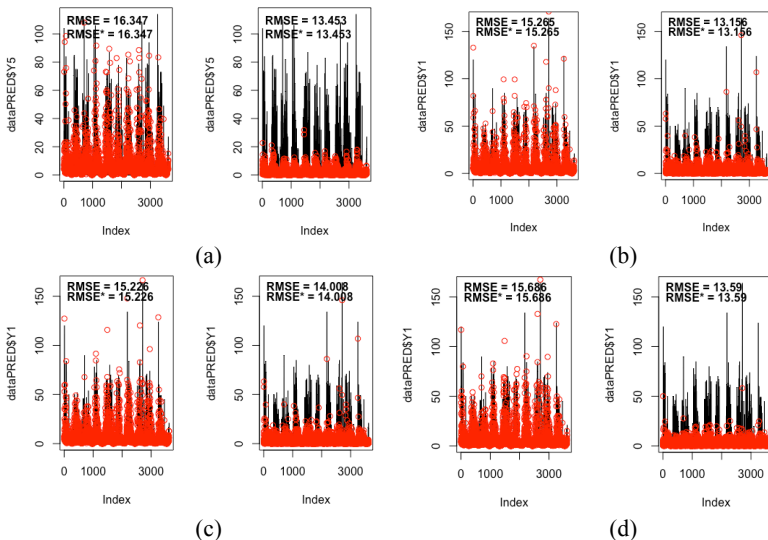 RMSE = 16.347
RMSE* = 16.347
dataPRED$Y5
0 20 40 60 80 100
0 1000 3000
Index
RMSE = 13.453
RMSE* = 13.453
dataPRED$Y5
0 20 40 60 80 100
0 1000 3000
Index
(a)
RMSE = 15.265
RMSE* = 15.265
dataPRED$Y1
0 50 100 150
0 1000 3000
Index
RMSE = 13.156
RMSE* = 13.156
dataPRED$Y1
0 50 100 150
0 1000 3000
Index
(b)
RMSE = 15.226
RMSE* = 15.226
dataPRED$Y1
0 50 100 150
0 1000 3000
Index
RMSE = 14.008
RMSE* = 14.008
dataPRED$Y1
0 50 100 150
0 1000 3000
Index
(c)
RMSE = 15.686
RMSE* = 15.686
dataPRED$Y1
0 50 100 150
0 1000 3000
Index
RMSE = 13.59
RMSE* = 13.59
dataPRED$Y1
0 50 100 150
0 1000 3000
Index
(d)